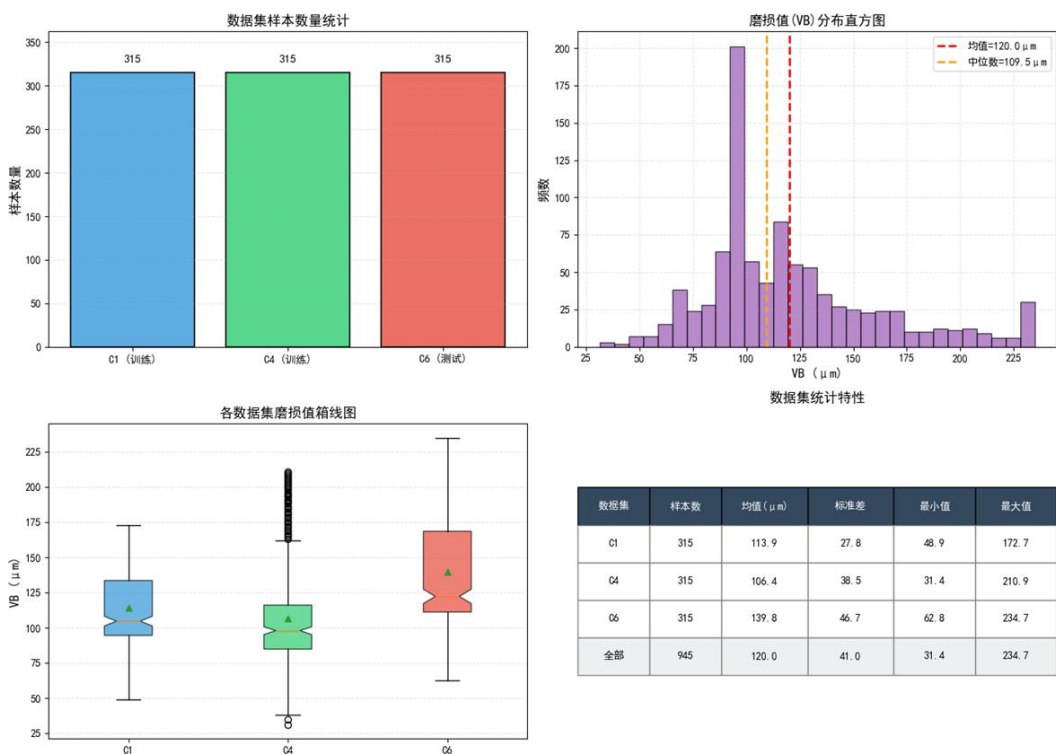 数据集样本数量统计
350
300
250
200
150
100
50
0
样本数量
315
315
315
C1 (训练)
C4 (训练)
C6 (测试)
磨损值(VB)分布直方图
均值=120.0μm
中位数=109.5μm
200
175
150
125
100
75
50
25
0
频数
25
50
75
100
125
150
175
200
225
VB (μm)
各数据集磨损值箱线图
225
200
175
150
125
100
75
50
25
VB (μm)
C1
C4
C6
数据集统计特性
数据集 样本数 均值(μm) 标准差 最小值 最大值
C1 315 113.9 27.8 48.9 172.7
C4 315 106.4 38.5 31.4 210.9
C6 315 139.8 46.7 62.8 234.7
全部 945 120.0 41.0 31.4 234.7